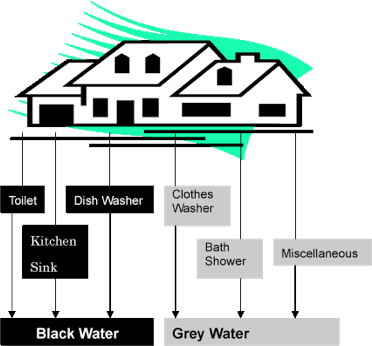 Toilet
Dish Washer
Clothes
Washer
Kitchen
Sink
Bath
Shower
Miscellaneous
Black Water
Grey Water